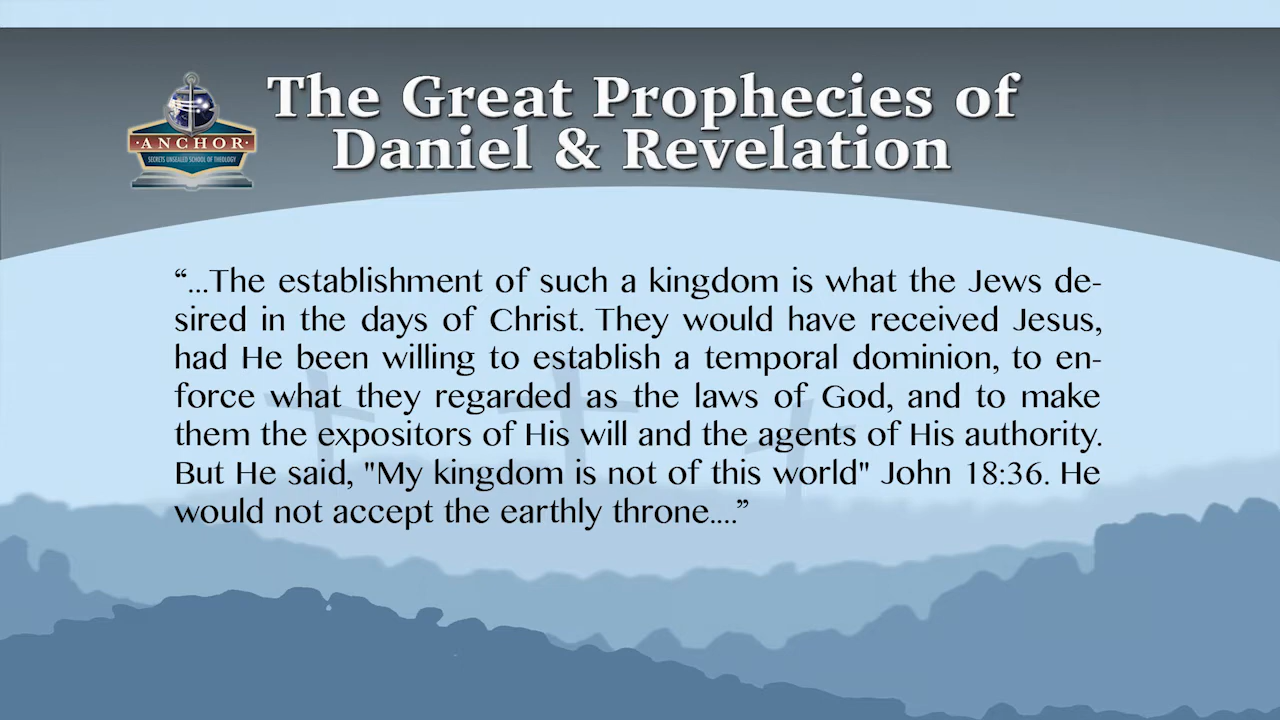 The Great Prophecies of
Daniel & Revelation
·ANCHOR·
SECRETS UNSEALED SCHOOL OF THEOLOGY
“...The establishment of such a kingdom is what the Jews de-
sired in the days of Christ. They would have received Jesus,
had He been willing to establish a temporal dominion, to en-
force what they regarded as the laws of God, and to make
them the expositors of His will and the agents of His authority.
But He said, "My kingdom is not of this world" John 18:36. He
would not accept the earthly throne....”